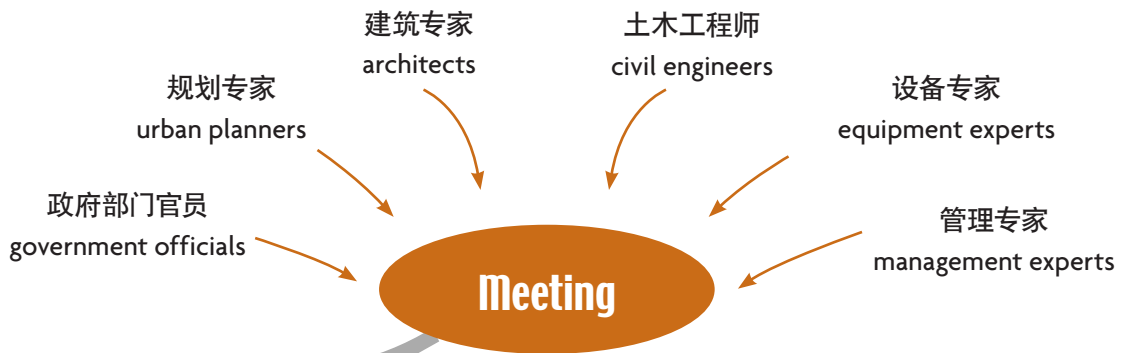 建筑专家
architects
土木工程师
civil engineers
规划专家
urban planners
设备专家
equipment experts
政府部门官员
government officials
管理专家
management experts
Meeting